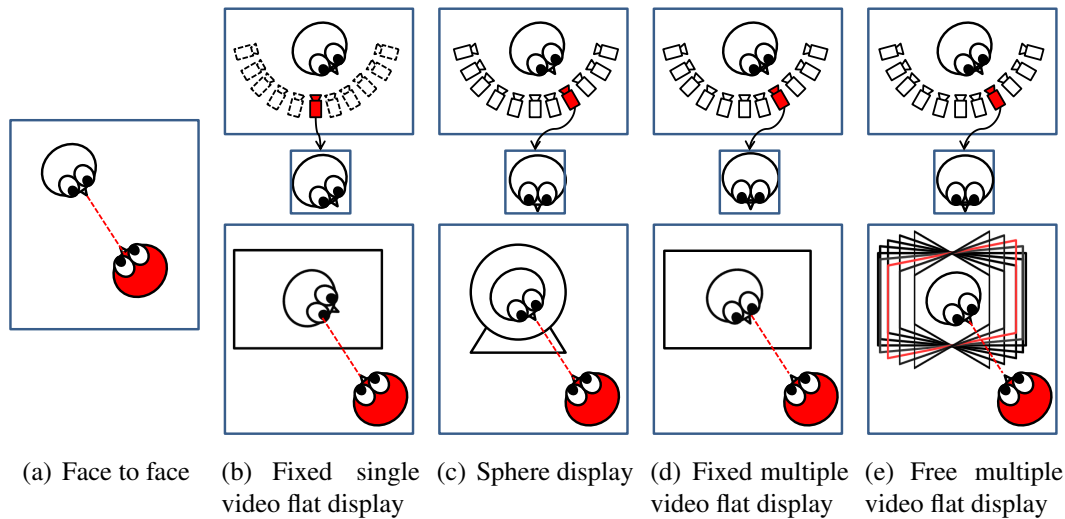 (a) Face to face
(b) Fixed single
video flat display
(c) Sphere display
(d) Fixed multiple
video flat display
(e) Free multiple
video flat display